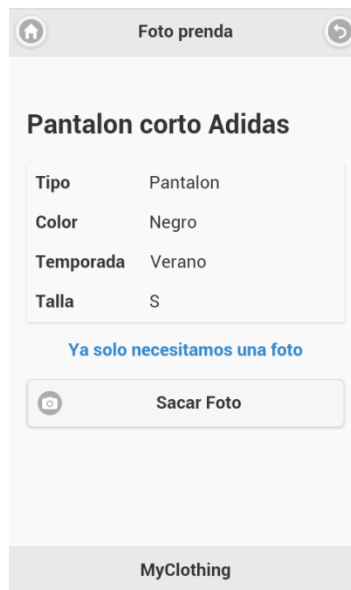 Foto prenda
Pantalon corto Adidas
Tipo Pantalon
Color Negro
Temporada Verano
Talla S
Ya solo necesitamos una foto
Sacar Foto
MyClothing